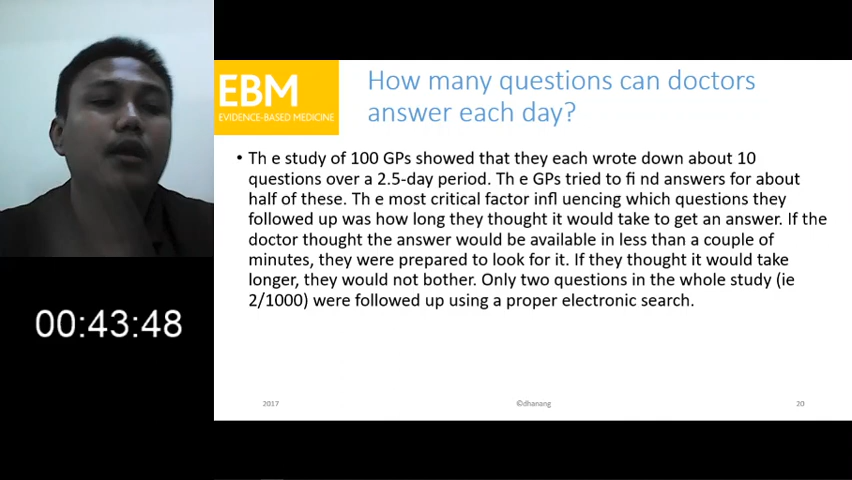 EBM
EVIDENCE-BASED MEDICINE
How many questions can doctors
answer each day?
• Th e study of 100 GPs showed that they each wrote down about 10
questions over a 2.5-day period. Th e GPs tried to fi nd answers for about
half of these. Th e most critical factor infl uencing which questions they
followed up was how long they thought it would take to get an answer. If the
doctor thought the answer would be available in less than a couple of
minutes, they were prepared to look for it. If they thought it would take
longer, they would not bother. Only two questions in the whole study (ie
2/1000) were followed up using a proper electronic search.
00:43:48
2017
©dhanang
20